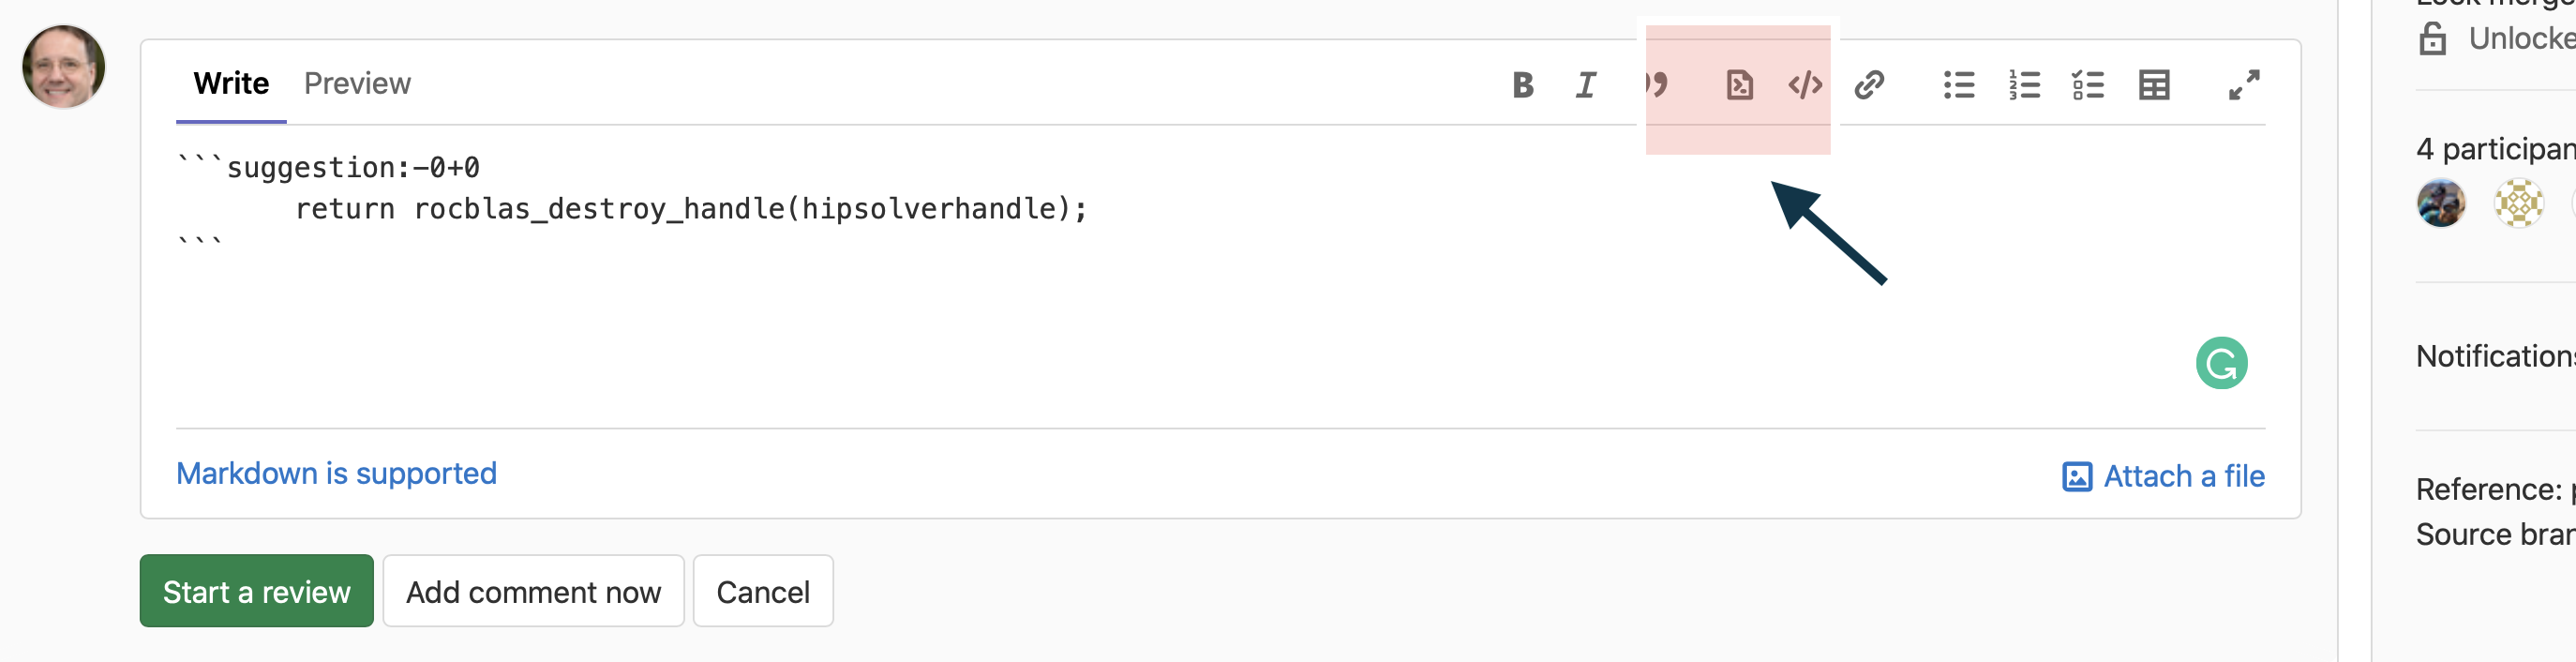 Unlocke
Write Preview
B I
```suggestion:-0+0
return rocblas_destroy_handle(hipsolverhandle);
```
4 participan
Notifications
Markdown is supported
Attach a file
Reference: p
Source bran
Start a review Add comment now Cancel